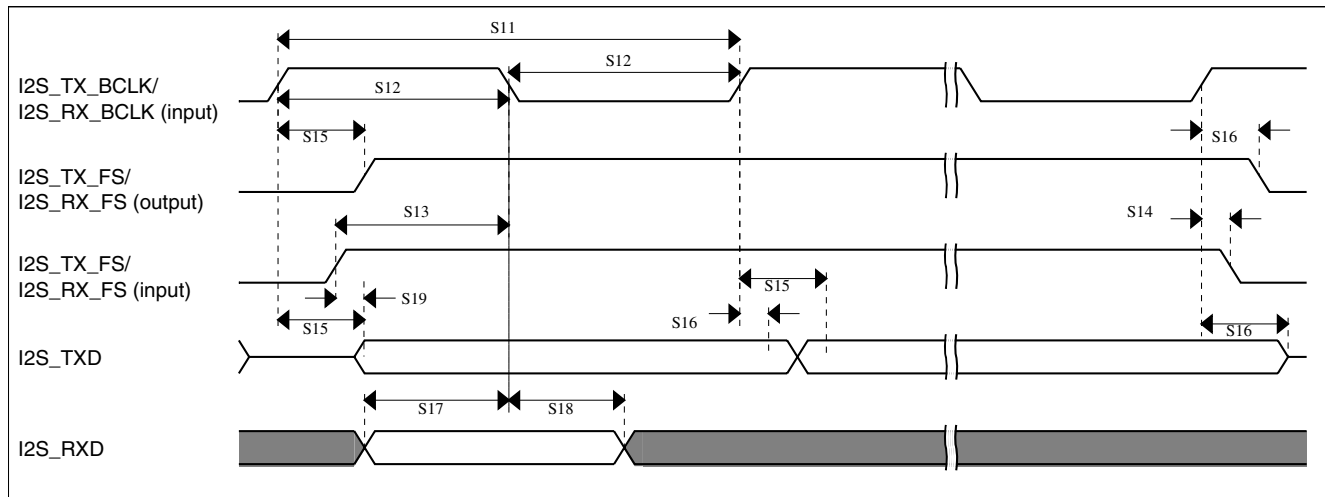 S11
S12
I2S_TX_BCLK/
I2S_RX_BCLK (input)
S12
S15
S16
I2S_TX_FS/
I2S_RX_FS (output)
S13
S14
I2S_TX_FS/
I2S_RX_FS (input)
S15
S19
S15
S16
S16
I2S_TXD
S17
S18
I2S_RXD